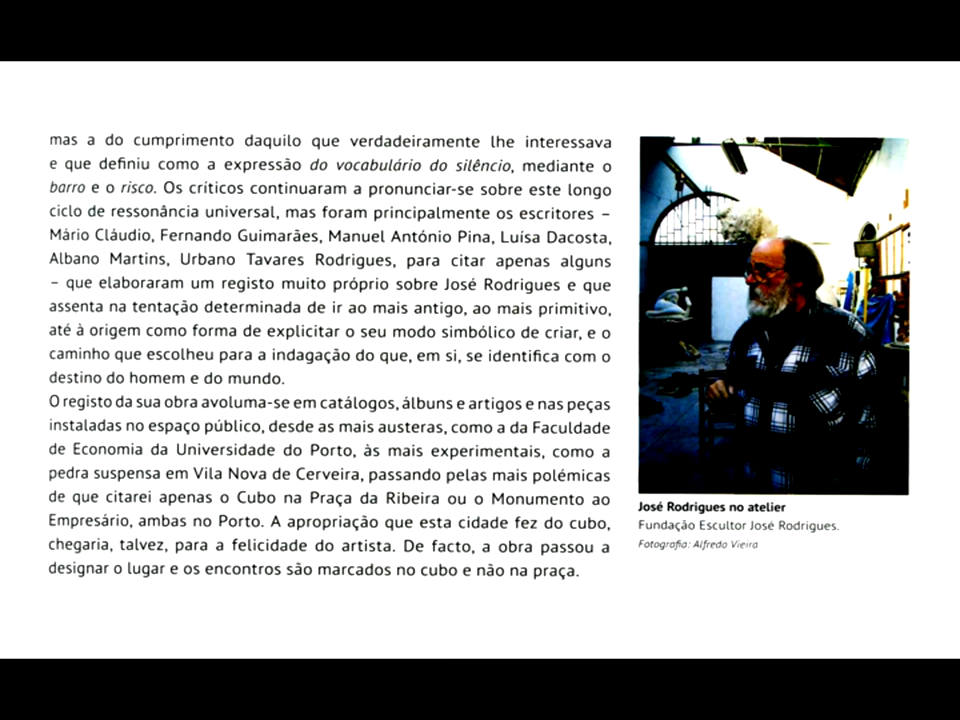 mas a do cumprimento daquilo que verdadeiramente lhe interessava
e que definiu como a expressão do vocabulário do silêncio, mediante o
barro e o risco. Os críticos continuaram a pronunciar-se sobre este longo
ciclo de ressonância universal, mas foram principalmente os escritores –
Mário Cláudio, Fernando Guimarães, Manuel António Pina, Luísa Dacosta,
Albano Martins, Urbano Tavares Rodrigues, para citar apenas alguns
– que elaboraram um registo muito próprio sobre José Rodrigues e que
assenta na tentação determinada de ir ao mais antigo, ao mais primitivo,
até à origem como forma de explicitar o seu modo simbólico de criar, e o
caminho que escolheu para a indagação do que, em si, se identifica com o
destino do homem e do mundo.
O registo da sua obra avoluma-se em catálogos, álbuns e artigos e nas peças
instaladas no espaço público, desde as mais austeras, como a da Faculdade
de Economia da Universidade do Porto, às mais experimentais, como a
pedra suspensa em Vila Nova de Cerveira, passando pelas mais polémicas
de que citarei apenas o Cubo na Praça da Ribeira ou o Monumento ao
Empresário, ambas no Porto. A apropriação que esta cidade fez do cubo,
chegaria, talvez, para a felicidade do artista. De facto, a obra passou a
designar o lugar e os encontros são marcados no cubo e não na praça.
José Rodrigues no atelier
Fundação Escultor José Rodrigues.
Fotografia: Alfredo Vieira